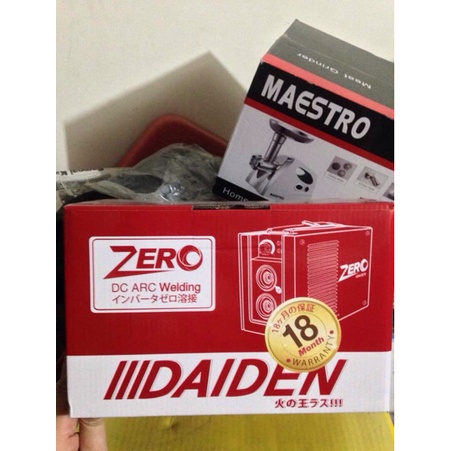 Meat Grinder
MAESTRO
Home
ZERO
DC ARC Welding
インバータゼロ溶接
ZERO
18ヶ月の保証
18
Month
WARRANTY
DAIDEN
火の王ラス!!!